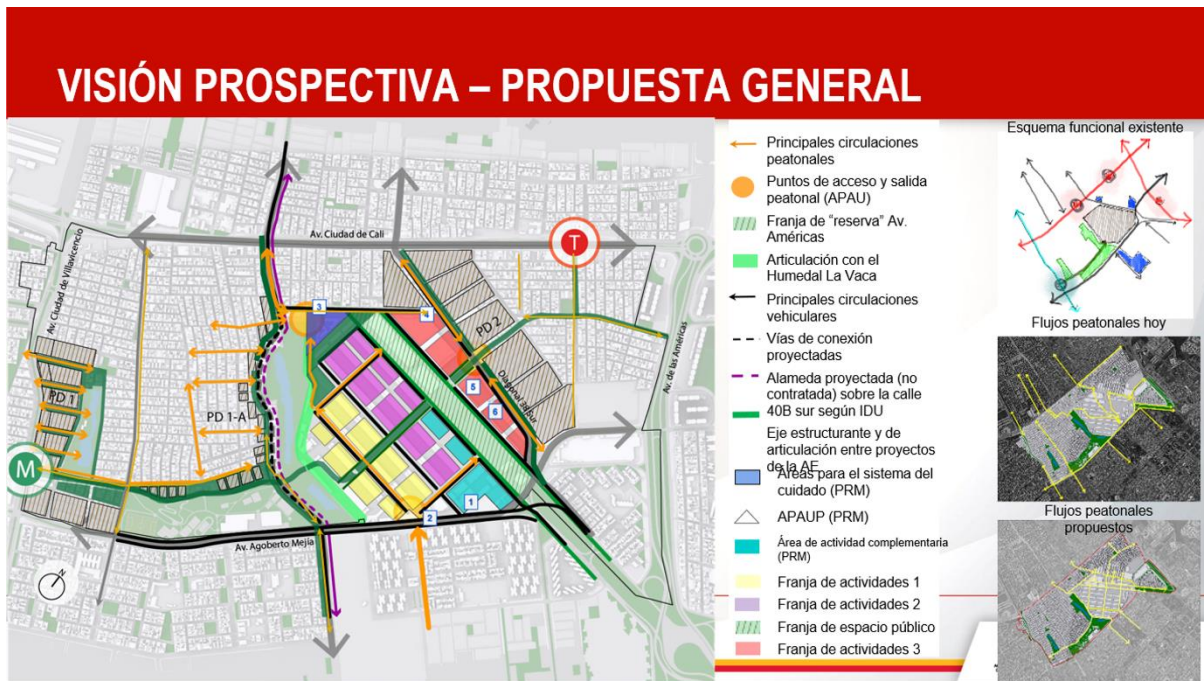 VISIÓN PROSPECTIVA – PROPUESTA GENERAL
Av. Ciudad de Villavicencio
Av. Ciudad de Cali
T
3
4
PD 2
Diagonal 38 sur
Av. de las Américas
5
6
PD 1
PD 1-A
M
1
2
Av. Agoberto Mejía
N
Principales circulaciones
peatonales
Puntos de acceso y salida
peatonal (APAU)
Franja de “reserva” Av.
Américas
Articulación con el
Humedal La Vaca
Principales circulaciones
vehiculares
Vías de conexión
proyectadas
Alameda proyectada (no
contratada) sobre la calle
40B sur según IDU
Eje estructurante y de
articulación entre proyectos
de la AE
Áreas para el sistema del
cuidado (PRM)
APAUP (PRM)
Área de actividad complementaria
(PRM)
Franja de actividades 1
Franja de actividades 2
Franja de espacio público
Franja de actividades 3
Esquema funcional existente
Flujos peatonales hoy
Flujos peatonales
propuestos